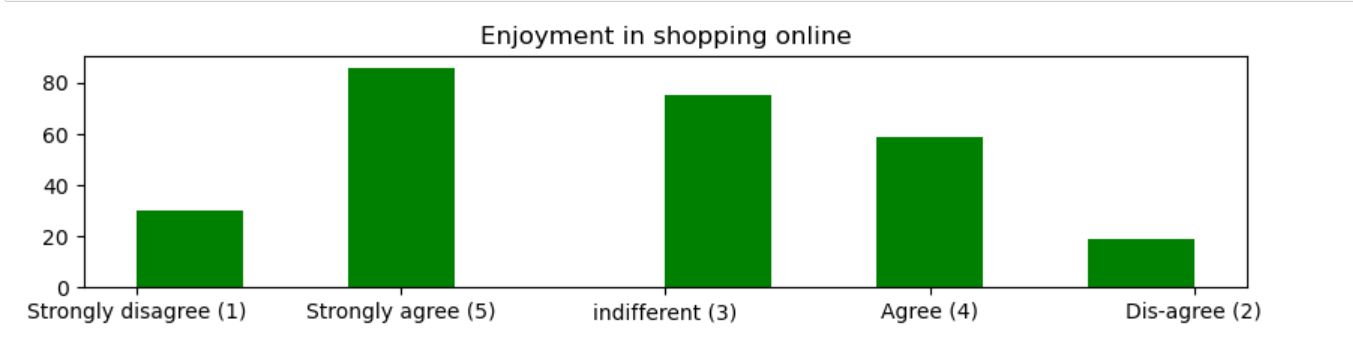 Enjoyment in shopping online
80
60
40
20
0
Strongly disagree (1) Strongly agree (5) indifferent (3) Agree (4) Dis-agree (2)